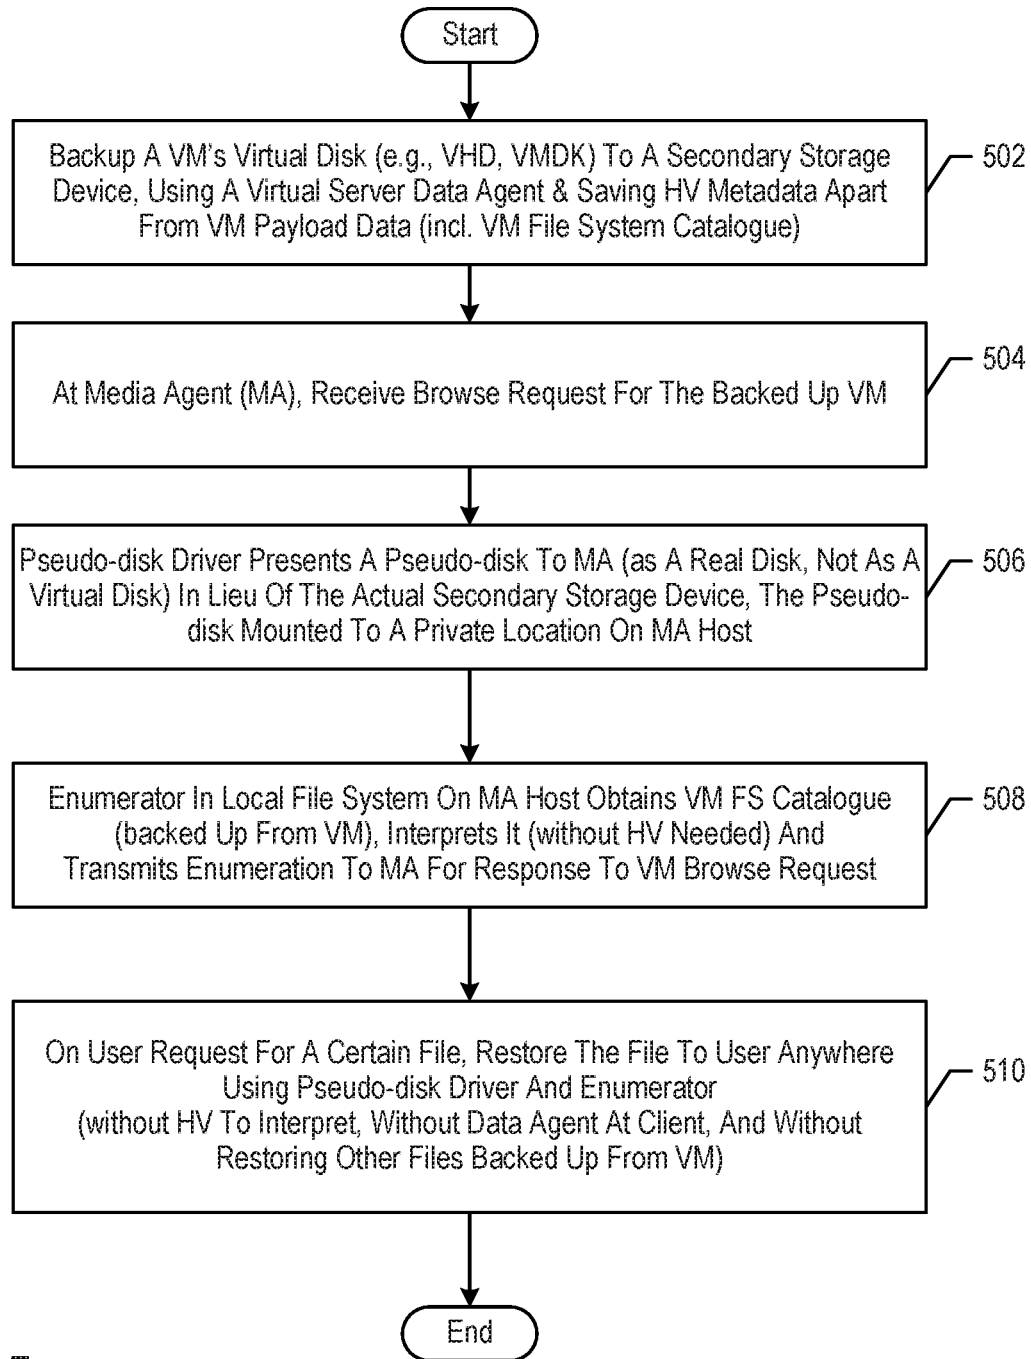 Start
Backup A VM's Virtual Disk (e.g., VHD, VMDK) To A Secondary Storage
Device, Using A Virtual Server Data Agent & Saving HV Metadata Apart
From VM Payload Data (incl. VM File System Catalogue)
502
At Media Agent (MA), Receive Browse Request For The Backed Up VM
504
Pseudo-disk Driver Presents A Pseudo-disk To MA (as A Real Disk, Not As A
Virtual Disk) In Lieu Of The Actual Secondary Storage Device, The Pseudo-
disk Mounted To A Private Location On MA Host
506
Enumerator In Local File System On MA Host Obtains VM FS Catalogue
(backed Up From VM), Interprets It (without HV Needed) And
Transmits Enumeration To MA For Response To VM Browse Request
508
On User Request For A Certain File, Restore The File To User Anywhere
Using Pseudo-disk Driver And Enumerator
(without HV To Interpret, Without Data Agent At Client, And Without
Restoring Other Files Backed Up From VM)
510
End